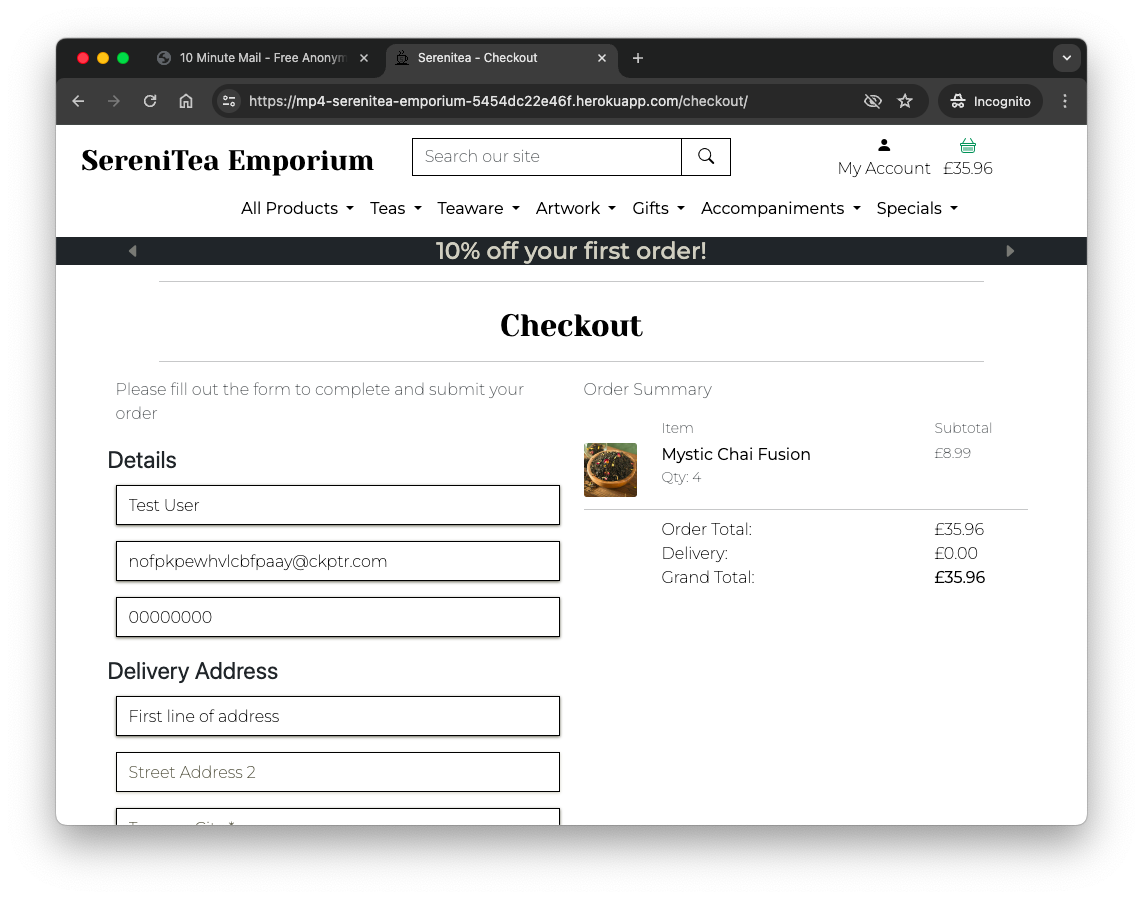 10 Minute Mail - Free Anonym
Serenitea - Checkout
https://mp4-serenitea-emporium-5454dc22e46f.herokuapp.com/checkout/
Incognito
SereniTea Emporium
Search our site
My Account
£35.96
All Products
Teas
Teaware
Artwork
Gifts
Accompaniments
Specials
10% off your first order!
Checkout
Please fill out the form to complete and submit your
order
Details
Test User
nofpkpewhvlcbfpaay@ckptr.com
00000000
Delivery Address
First line of address
Street Address 2
Order Summary
Item Subtotal
Mystic Chai Fusion £8.99
Qty: 4
Order Total: £35.96
Delivery: £0.00
Grand Total: £35.96